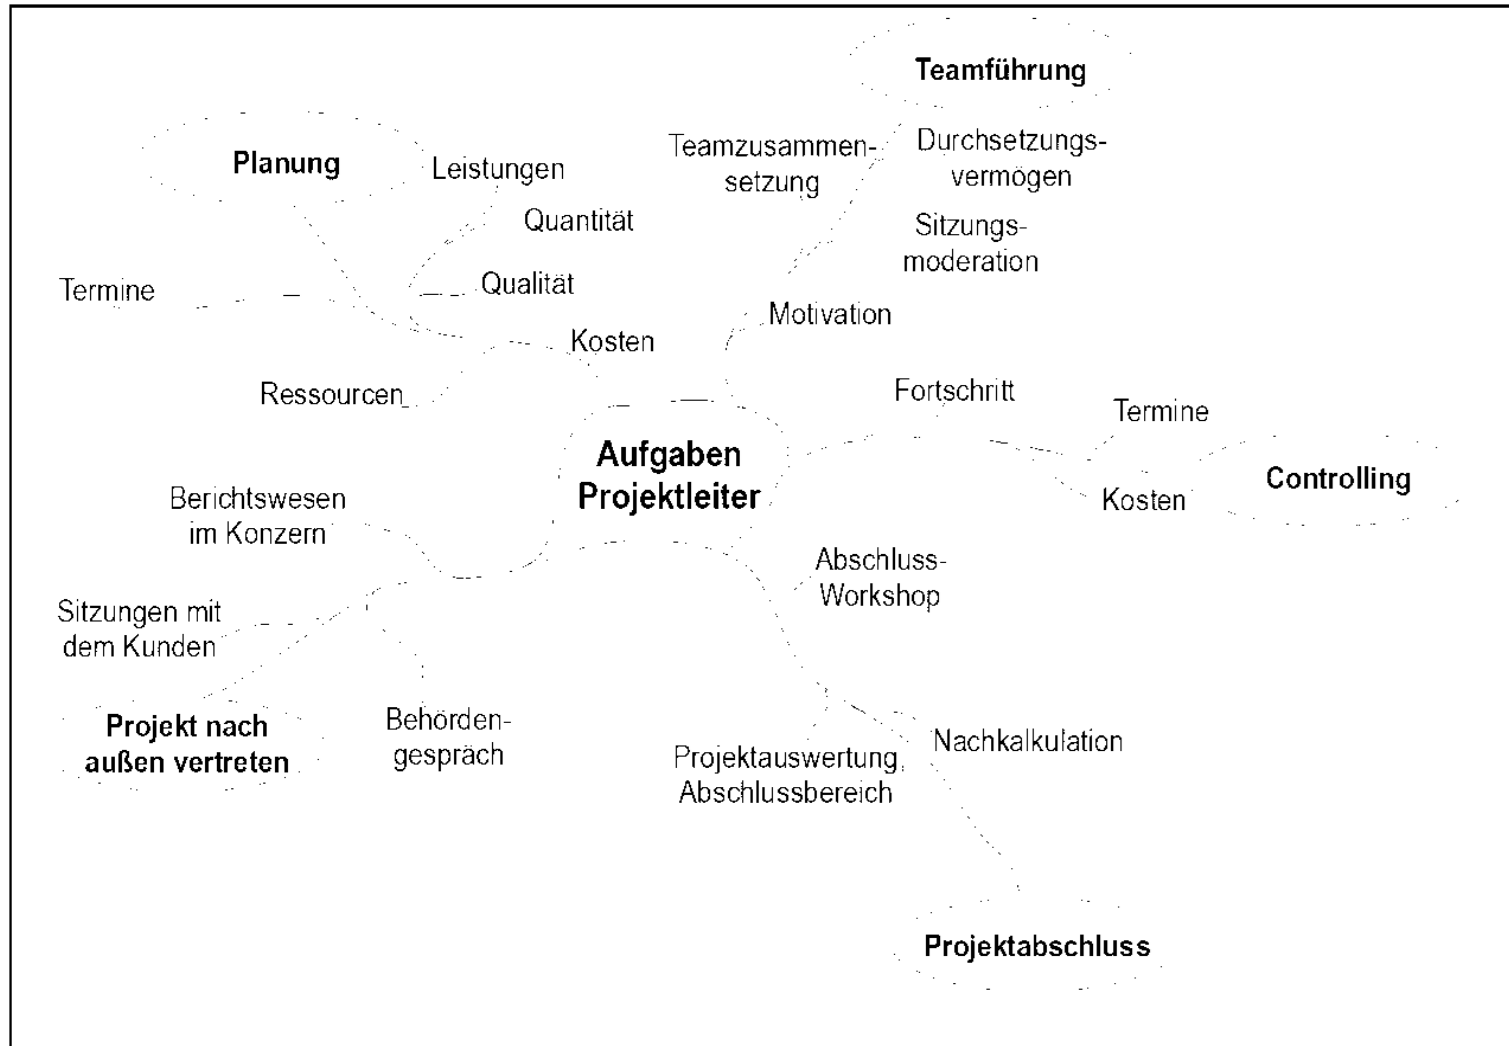 Teamführung
Teamzusammen-
setzung
Durchsetzungs-
vermögen
Sitzungs-
moderation
Motivation
Planung
Leistungen
Quantität
Qualität
Termine
Kosten
Ressourcen
Aufgaben
Projektleiter
Fortschritt
Termine
Kosten
Controlling
Berichtswesen
im Konzern
Sitzungen mit
dem Kunden
Behörden-
gespräch
Projekt nach
außen vertreten
Abschluss-
Workshop
Projektauswertung,
Abschlussbereich
Nachkalkulation
Projektabschluss